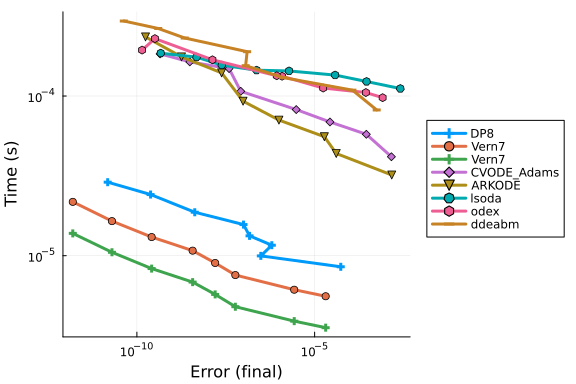 Time (s)
10⁻⁴
10⁻⁵
10⁻¹⁰
10⁻⁵
Error (final)
DP8
Vern7
Vern7
CVODE_Adams
ARKODE
lsoda
odex
ddeabm